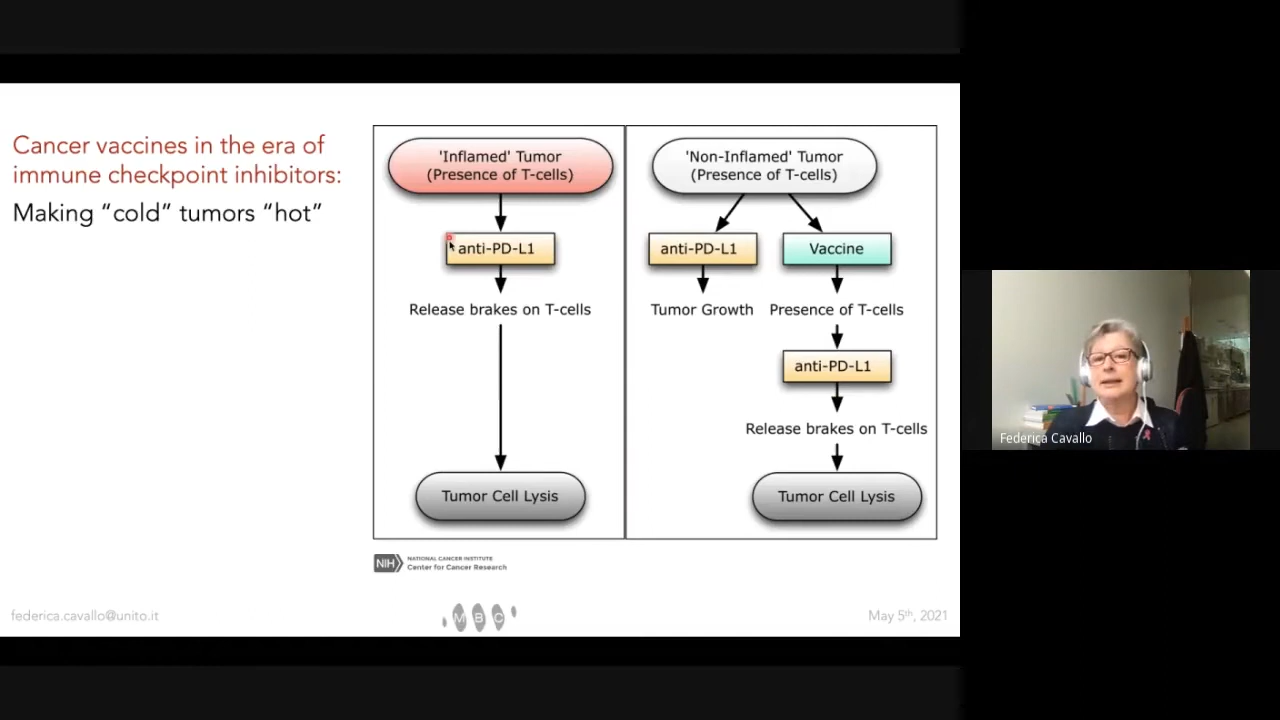 Cancer vaccines in the era of
immune checkpoint inhibitors:
Making “cold” tumors “hot”
'Inflamed' Tumor
(Presence of T-cells)
anti-PD-L1
Release brakes on T-cells
Tumor Cell Lysis
'Non-Inflamed' Tumor
(Presence of T-cells)
anti-PD-L1
Vaccine
Tumor Growth
Presence of T-cells
anti-PD-L1
Release brakes on T-cells
Tumor Cell Lysis
NIH
NATIONAL CANCER INSTITUTE
Center for Cancer Research
federica.cavallo@unito.it
MBC
May 5th, 2021
Federica Cavallo